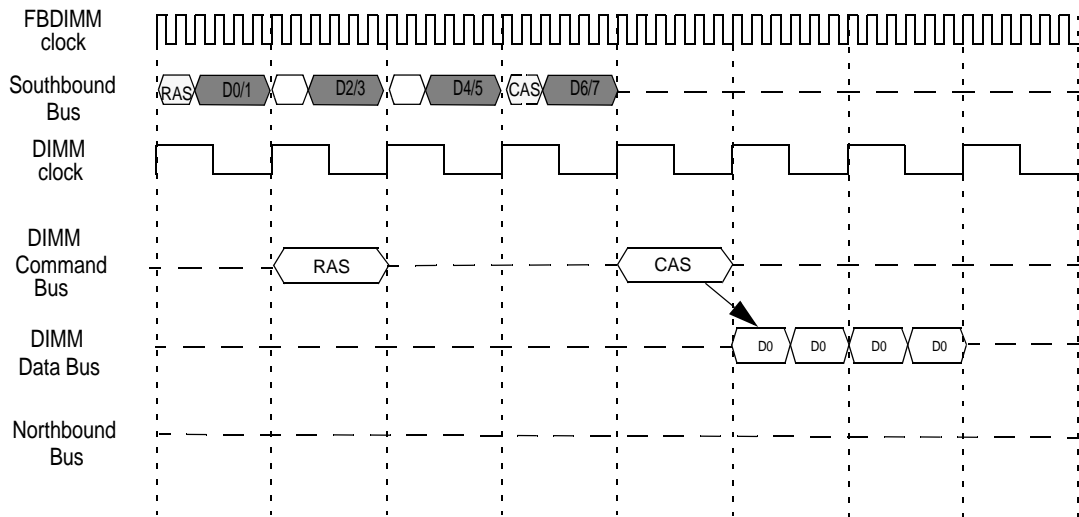 FBDIMM
clock
Southbound
Bus
RAS D0/1 D2/3 D4/5 CAS D6/7
DIMM
clock
DIMM
Command
Bus
RAS CAS
DIMM
Data Bus
D0 D0 D0 D0
Northbound
Bus